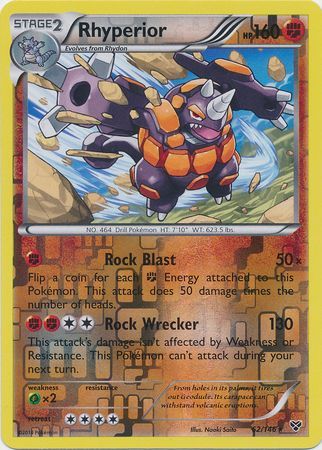 STAGE2
Rhyperior
HP160
Evolves from Rhydon
NO. 464 Drill Pokémon HT: 7'10" WT: 623.5 lbs.
Rock Blast 50×
Flip a coin for each Energy attached to this
Pokémon. This attack does 50 damage times the
number of heads.
Rock Wrecker 130
This attack's damage isn't affected by Weakness or
Resistance. This Pokémon can't attack during your
next turn.
weakness resistance
×2
retreat
From holes in its palms, it fires
out Geodude. Its carapace can
withstand volcanic eruptions.
Illus. Naoki Saito
62/146